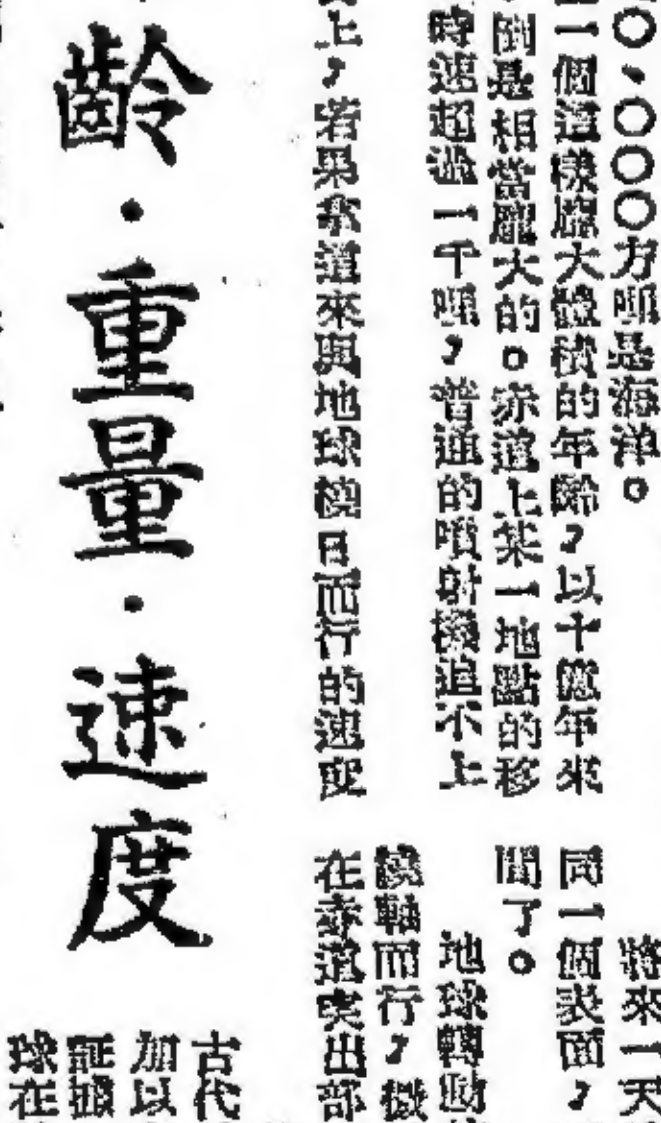 〇、〇〇〇方哩是海洋。
一個這樣龐大體積的年齡，以十億年來
倒是相當龐大的。赤道上某一地點的移
時速超過一千哩，普通的噴射機追不上
上，若果拿道來與地球繞日而行的速度
將來一天
同一個表面，
間了。
地球轉動
繞軸而行，微
在赤道突出部
齡·重量·速度
古代
加以
証據
球在